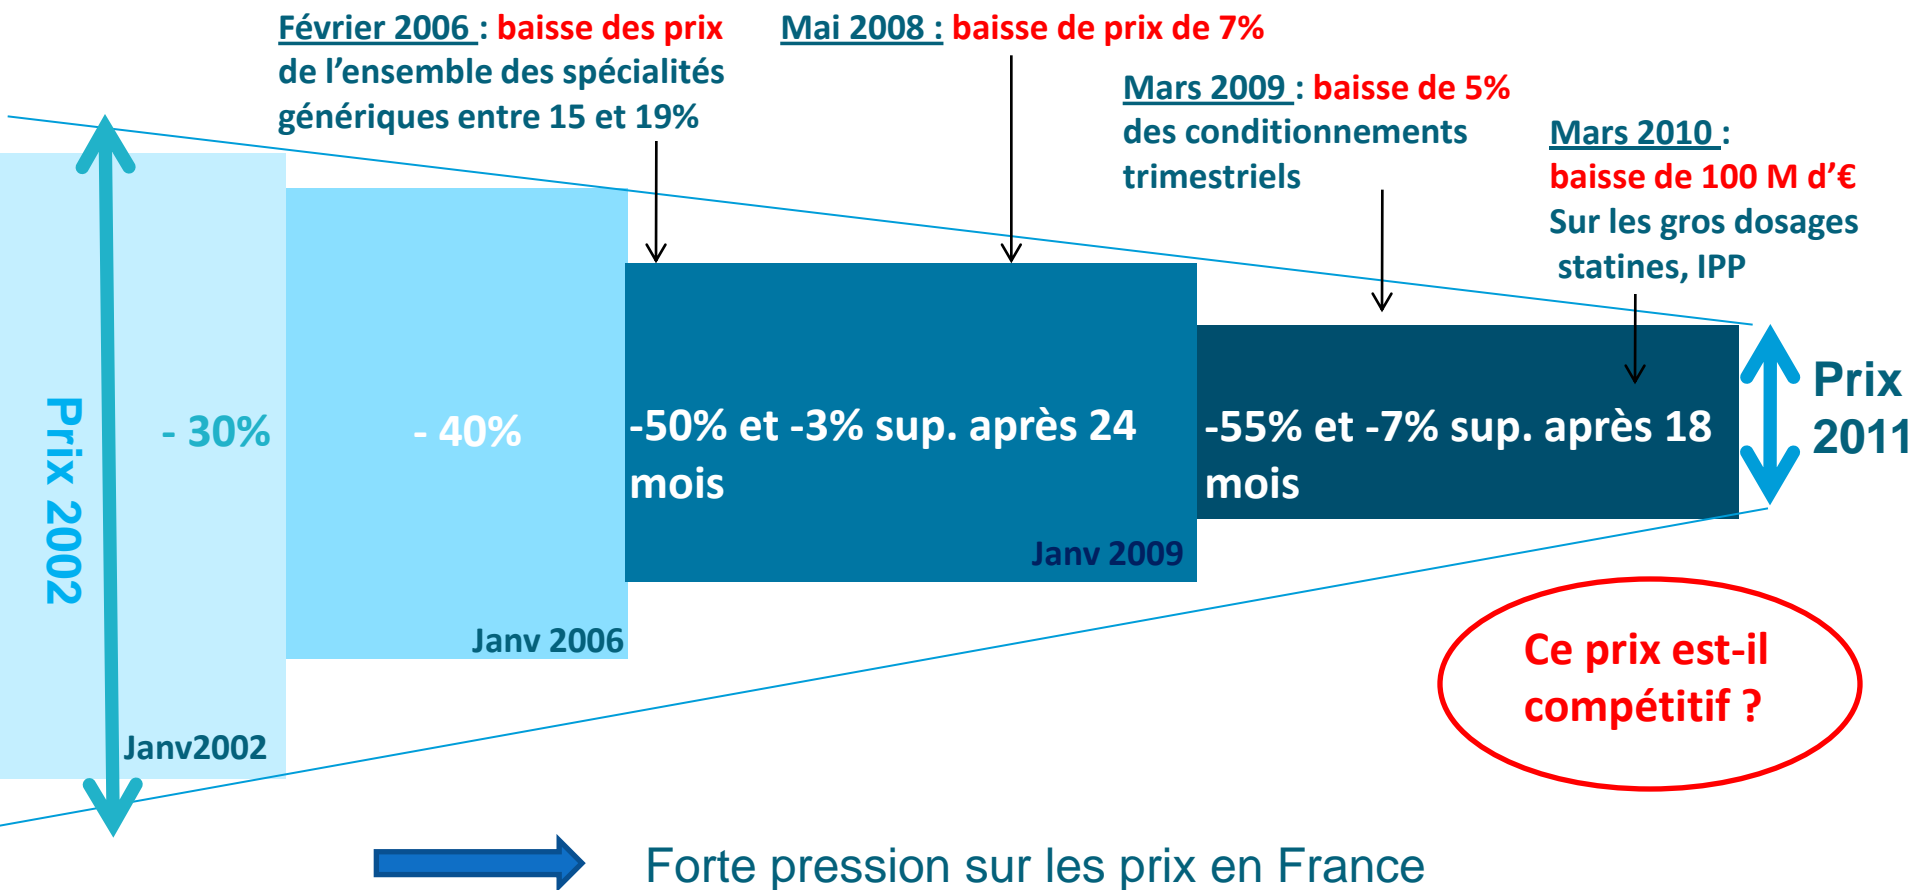 Février 2006 : baisse des prix
de l’ensemble des spécialités
génériques entre 15 et 19%
Mai 2008 : baisse de prix de 7%
Mars 2009 : baisse de 5%
des conditionnements
trimestriels
Mars 2010 :
baisse de 100 M d’€
Sur les gros dosages
statines, IPP
Prix 2002
- 30%
Janv2002
- 40%
Janv 2006
-50% et -3% sup. après 24
mois
Janv 2009
-55% et -7% sup. après 18
mois
Prix
2011
Ce prix est-il
compétitif ?
Forte pression sur les prix en France